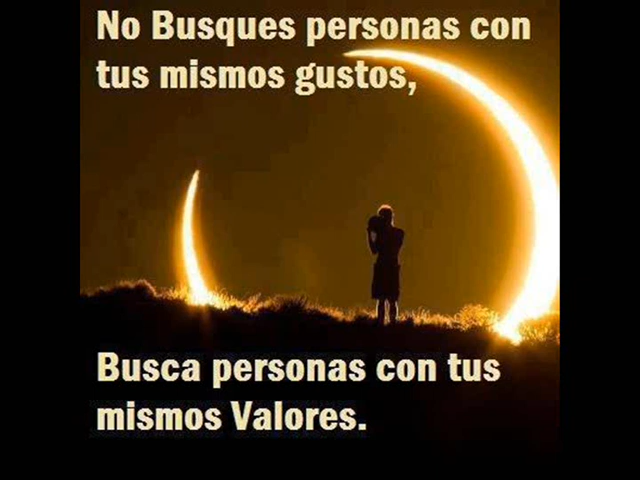 No Busques personas con
tus mismos gustos,
Busca personas con tus
mismos Valores.